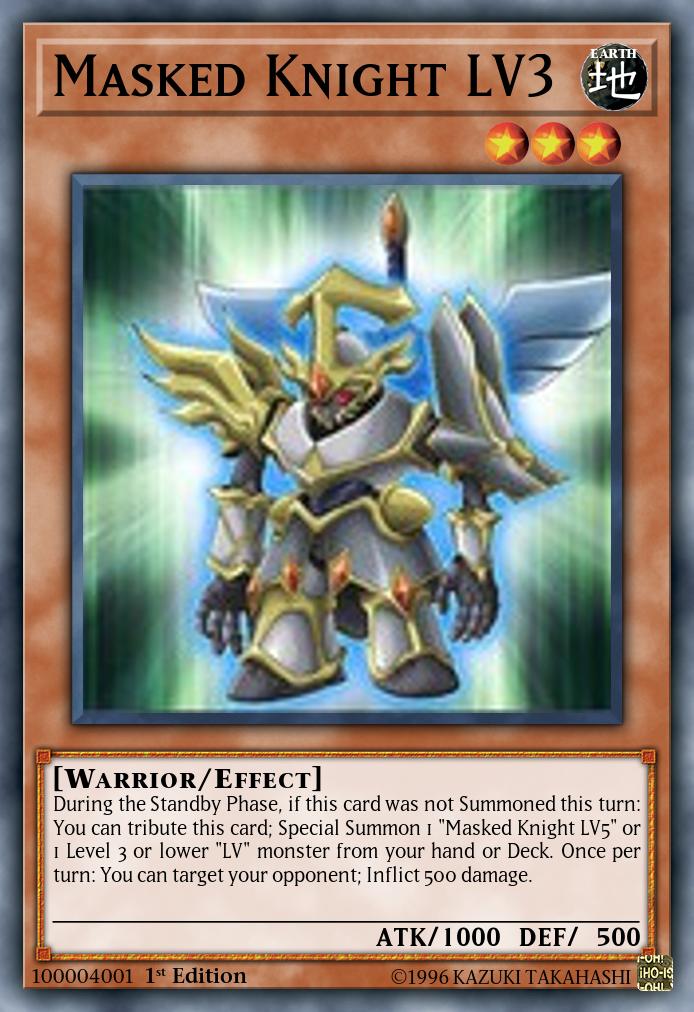 MASKED KNIGHT LV3
EARTH
地
[WARRIOR/EFFECT]
During the Standby Phase, if this card was not Summoned this turn:
You can tribute this card; Special Summon 1 "Masked Knight LV5" or
1 Level 3 or lower "LV" monster from your hand or Deck. Once per
turn: You can target your opponent; Inflict 500 damage.
ATK/1000 DEF/ 500
100004001 1st Edition
©1996 KAZUKI TAKAHASHI